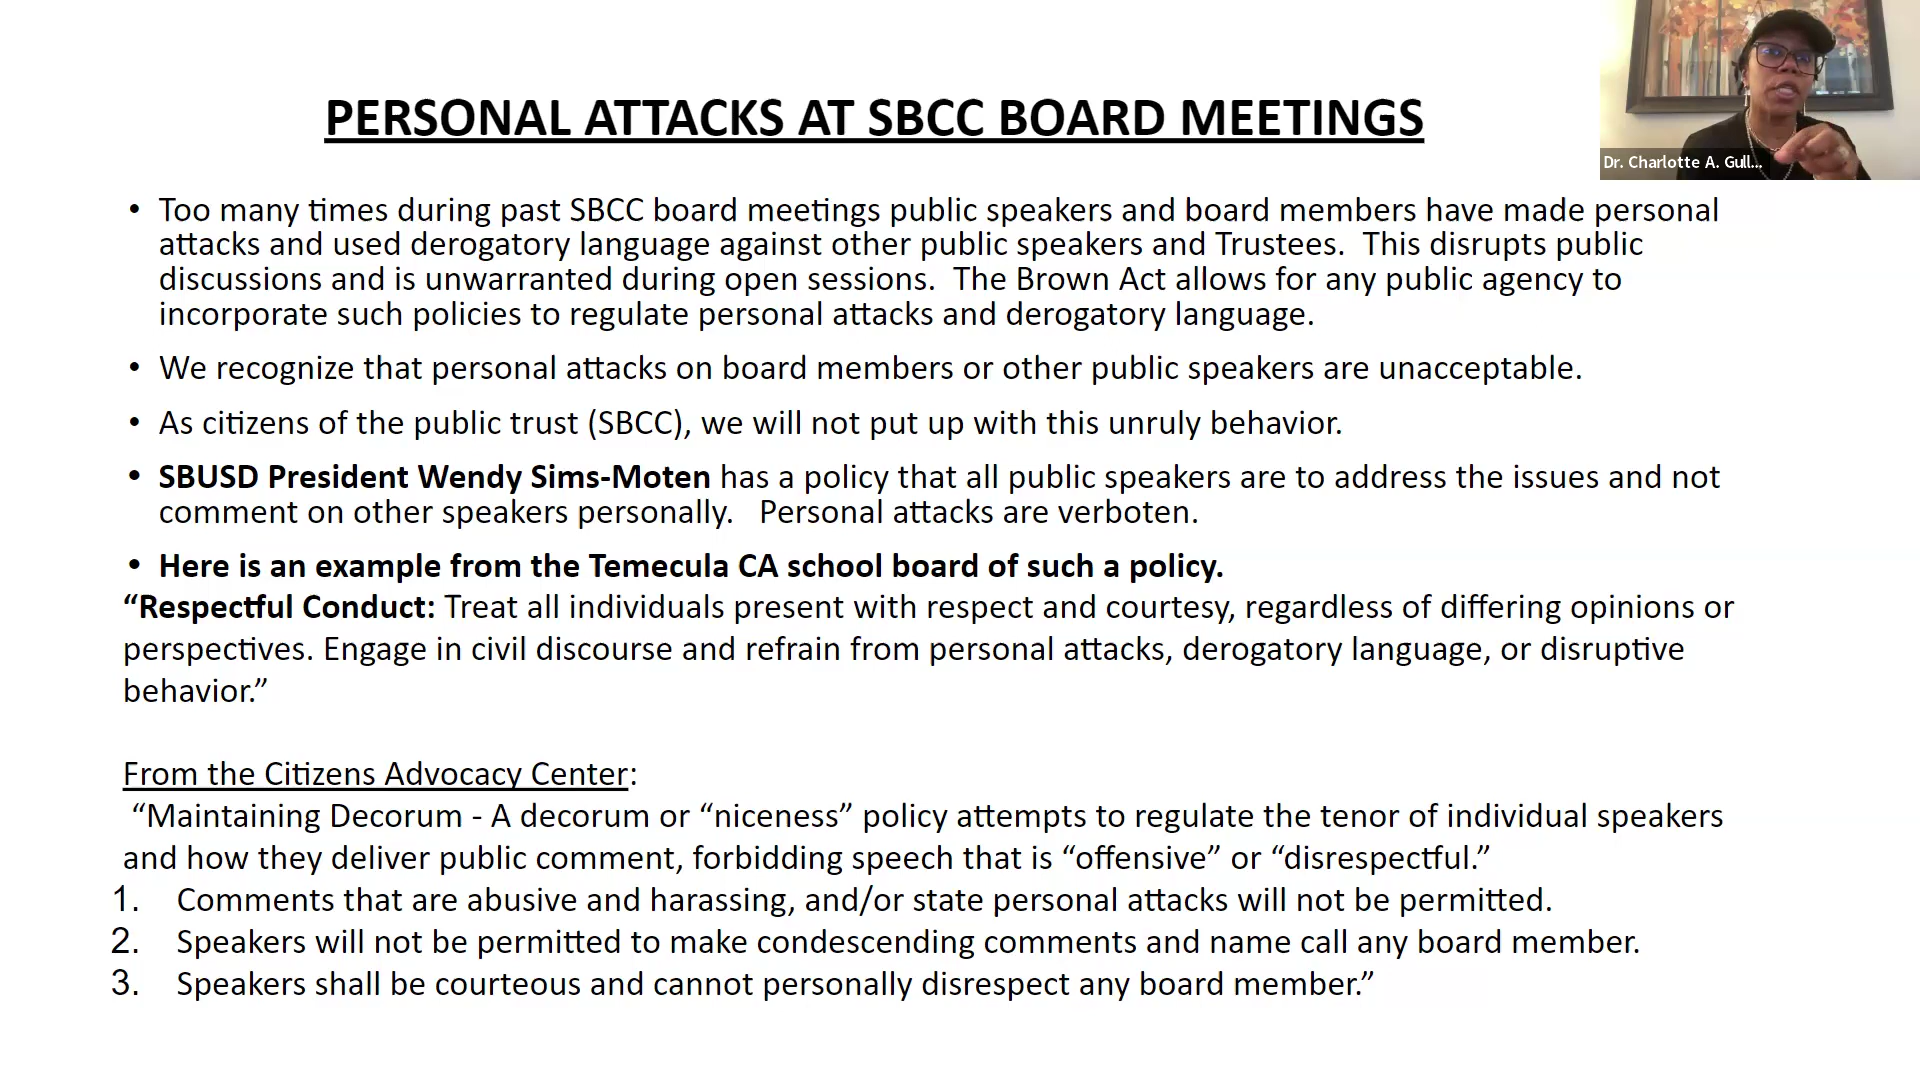 PERSONAL ATTACKS AT SBCC BOARD MEETINGS
Dr. Charlotte A. Gull...
• Too many times during past SBCC board meetings public speakers and board members have made personal
attacks and used derogatory language against other public speakers and Trustees.  This disrupts public
discussions and is unwarranted during open sessions.  The Brown Act allows for any public agency to
incorporate such policies to regulate personal attacks and derogatory language.
• We recognize that personal attacks on board members or other public speakers are unacceptable.
• As citizens of the public trust (SBCC), we will not put up with this unruly behavior.
• SBUSD President Wendy Sims-Moten has a policy that all public speakers are to address the issues and not
comment on other speakers personally.   Personal attacks are verboten.
• Here is an example from the Temecula CA school board of such a policy.
“Respectful Conduct: Treat all individuals present with respect and courtesy, regardless of differing opinions or
perspectives. Engage in civil discourse and refrain from personal attacks, derogatory language, or disruptive
behavior.”
From the Citizens Advocacy Center:
“Maintaining Decorum - A decorum or “niceness” policy attempts to regulate the tenor of individual speakers
and how they deliver public comment, forbidding speech that is “offensive” or “disrespectful.”
1. Comments that are abusive and harassing, and/or state personal attacks will not be permitted.
2. Speakers will not be permitted to make condescending comments and name call any board member.
3. Speakers shall be courteous and cannot personally disrespect any board member.”